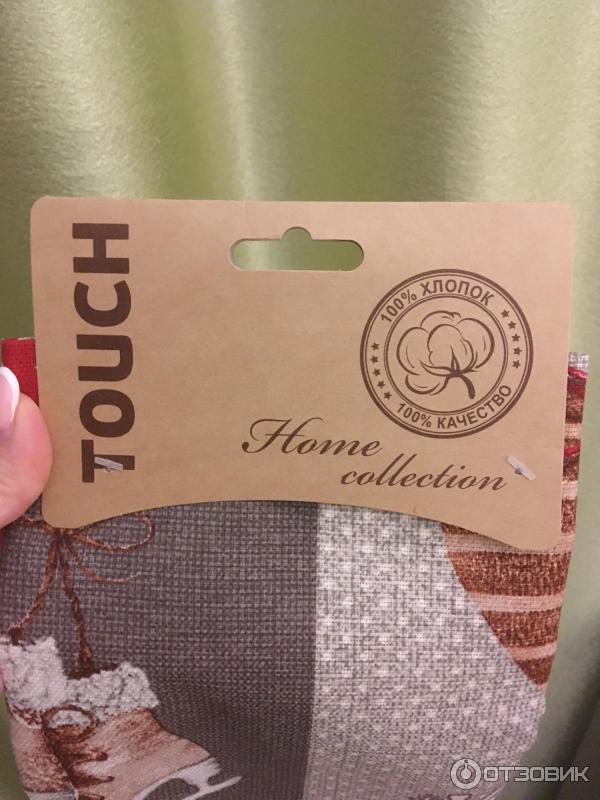 TOUCH
100% ХЛОПОК
100% КАЧЕСТВО
Home
collection
ОТЗОВИК